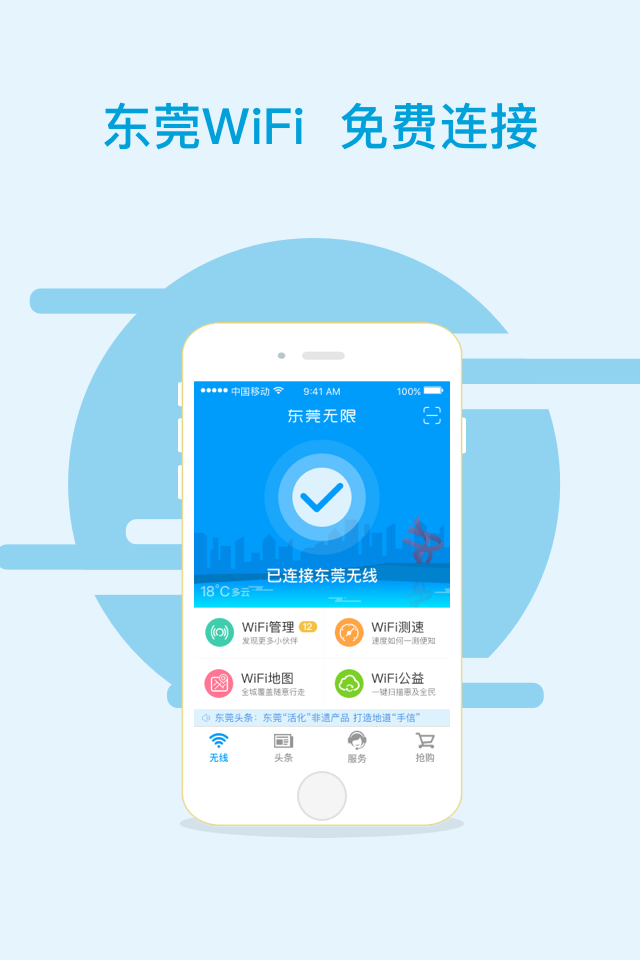 东莞WiFi 免费连接
中国移动 9:41 AM 100%
东莞无限
已连接东莞无线
18°C多云
WiFi管理 12
发现更多小伙伴
WiFi测速
速度如何一测便知
WiFi地图
全城覆盖随意行走
WiFi公益
一键扫描惠及全民
东莞头条：东莞“活化”非遗产品 打造地道“手信”
无线 头条 服务 抢购